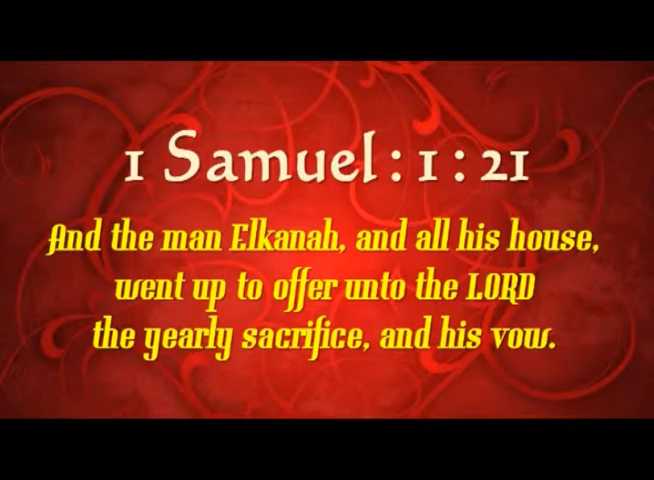 1 Samuel : 1 : 21
And the man Elkanah, and all his house,
went up to offer unto the LORD
the yearly sacrifice, and his vow.